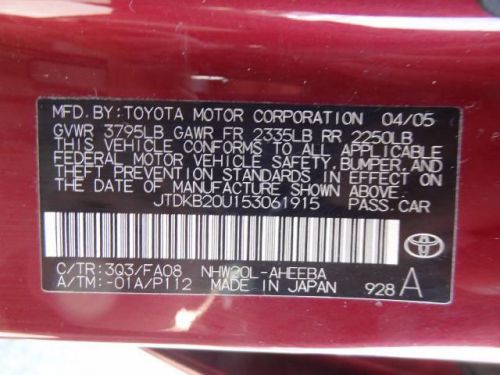 MFD. BY: TOYOTA MOTOR CORPORATION 04/05
GVWR 3795LB GAWR FR 2335LB RR 2250LB
THIS VEHICLE CONFORMS TO ALL APPLICABLE
FEDERAL MOTOR VEHICLE SAFETY, BUMPER, AND
THEFT PREVENTION STANDARDS IN EFFECT ON
THE DATE OF MANUFACTURE SHOWN ABOVE.
JTDKB20U153061915 PASS. CAR
C/TR: 3Q3/FA08 NHW20L-AHEEBA
A/TM: -01A/P112 MADE IN JAPAN 928 A